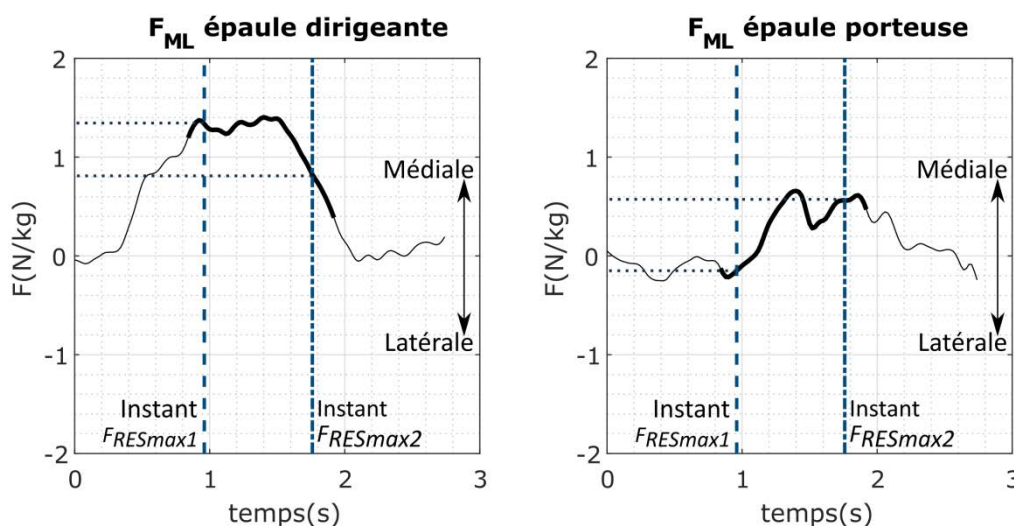 F_ML épaule dirigeante
2
1
0
-1
-2
F(N/kg)
Médiale
Latérale
Instant
F_RESmax1
Instant
F_RESmax2
0
1
2
3
temps(s)
F_ML épaule porteuse
2
1
0
-1
-2
F(N/kg)
Médiale
Latérale
Instant
F_RESmax1
Instant
F_RESmax2
0
1
2
3
temps(s)